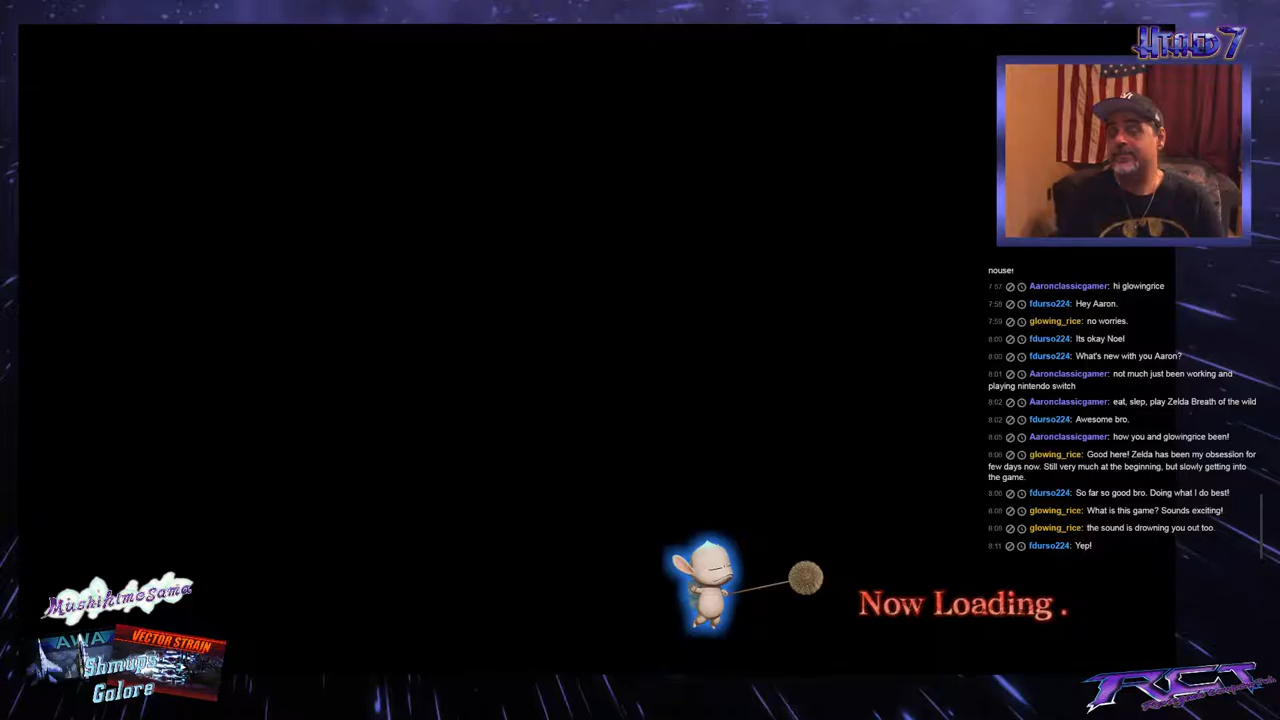 HTHED7
nouse!
7:57 Aaronclassicgamer: hi glowingrice
7:58 fdurso224: Hey Aaron.
7:59 glowing_rice: no worries.
8:00 fdurso224: Its okay Noel
8:00 fdurso224: What's new with you Aaron?
8:01 Aaronclassicgamer: not much just been working and
playing nintendo switch
8:02 Aaronclassicgamer: eat, slep, play Zelda Breath of the wild
8:02 fdurso224: Awesome bro.
8:05 Aaronclassicgamer: how you and glowingrice been!
8:06 glowing_rice: Good here! Zelda has been my obsession for
few days now. Still very much at the beginning, but slowly getting into
the game.
8:06 fdurso224: So far so good bro. Doing what I do best!
8:08 glowing_rice: What is this game? Sounds exciting!
8:08 glowing_rice: the sound is drowning you out too.
8:11 fdurso224: Yep!
Now Loading .
Mushihimesama
AWA
VECTOR STRAIN
Shmups
Galore
RCT